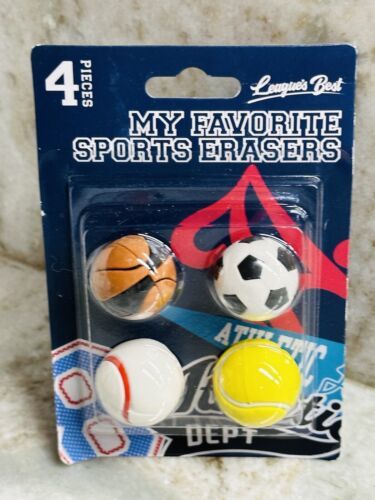 4 PIECES
League's Best
MY FAVORITE
SPORTS ERASERS
ATHLETIC
DEPT